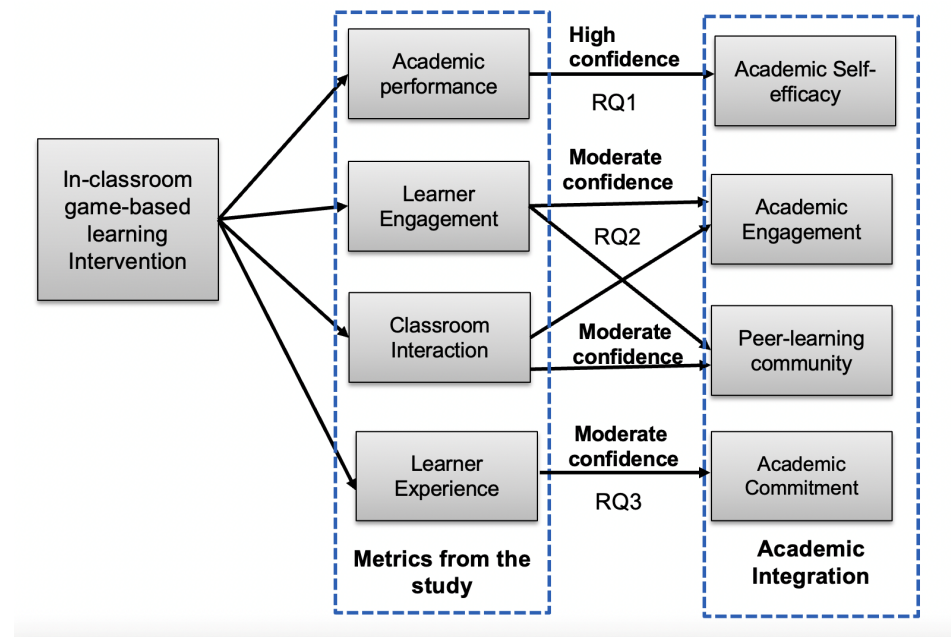 In-classroom
game-based
learning
Intervention
Academic
performance
Learner
Engagement
Classroom
Interaction
Learner
Experience
Metrics from the
study
High
confidence
RQ1
Moderate
confidence
RQ2
Moderate
confidence
Moderate
confidence
RQ3
Academic Self-
efficacy
Academic
Engagement
Peer-learning
community
Academic
Commitment
Academic
Integration